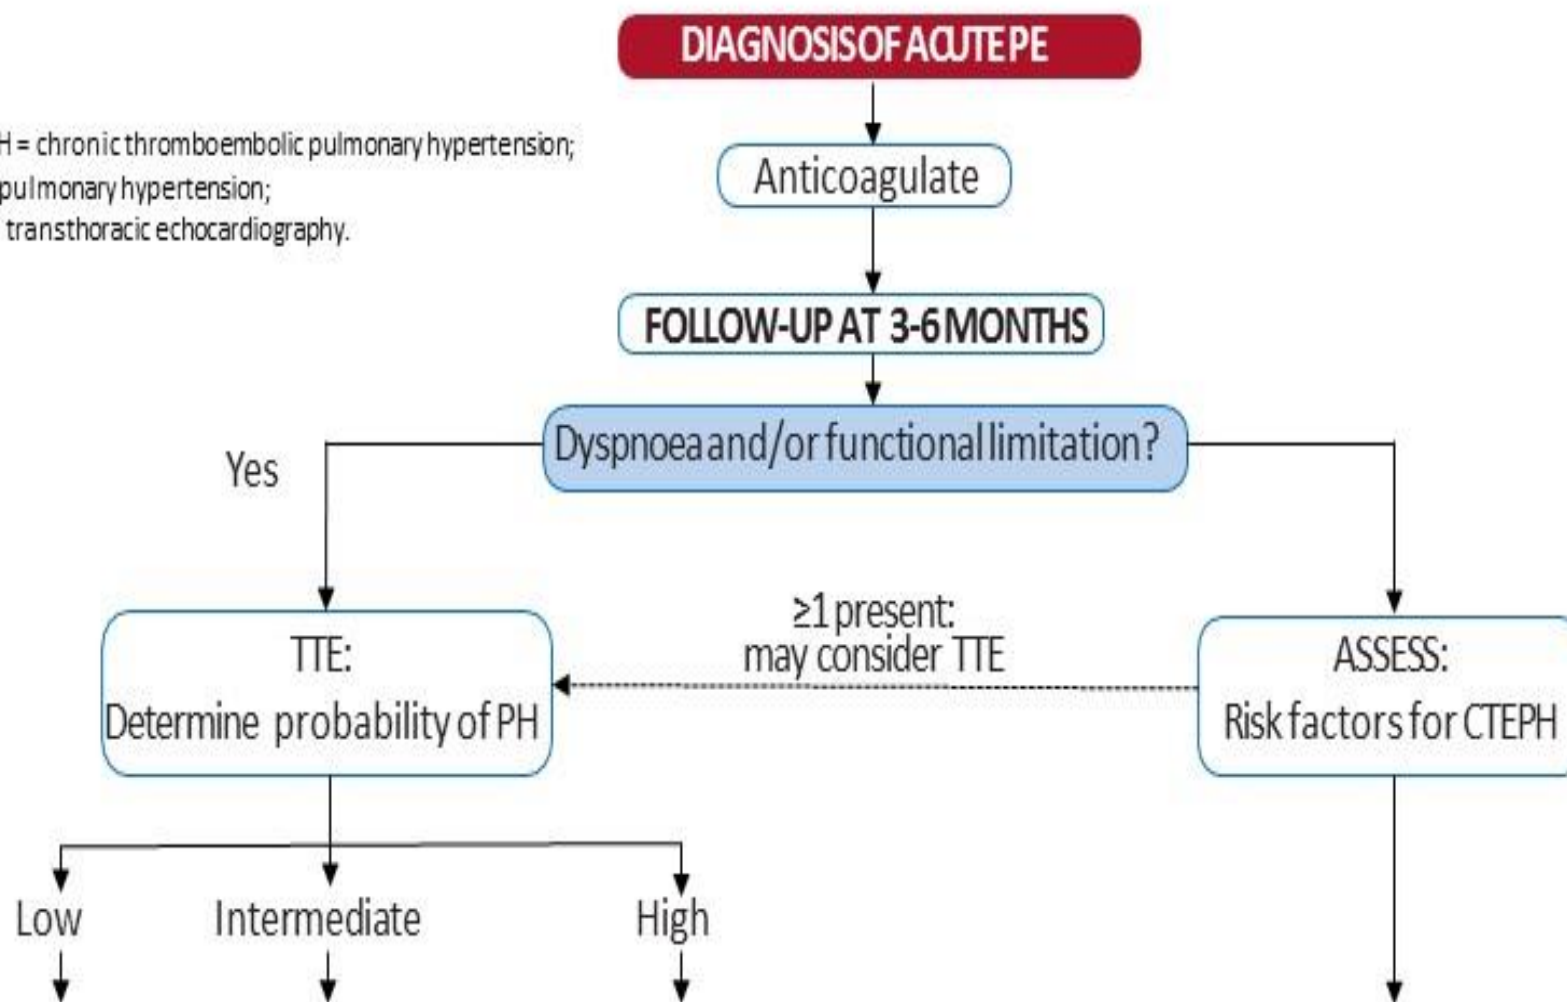 DIAGNOSIS OF ACUTE PE
H = chronic thromboembolic pulmonary hypertension;
pulmonary hypertension;
transthoracic echocardiography.
Anticoagulate
FOLLOW-UP AT 3-6 MONTHS
Dyspnoea and/or functional limitation?
Yes
≥1 present:
may consider TTE
TTE:
Determine probability of PH
ASSESS:
Risk factors for CTEPH
Low
Intermediate
High